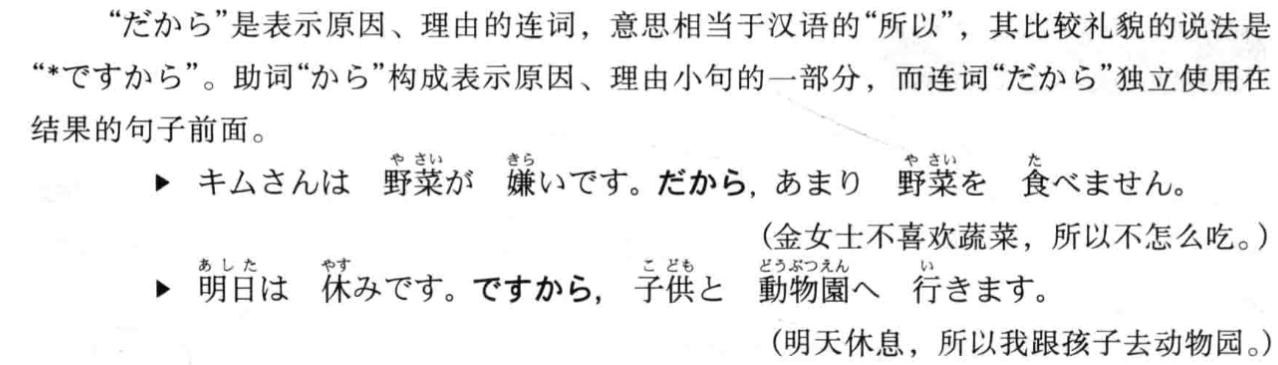 “だから”是表示原因、理由的连词，意思相当于汉语的“所以”，其比较礼貌的说法是
“*ですから”。助词“から”构成表示原因、理由小句的一部分，而连词“だから”独立使用在
结果的句子前面。
や さい きら や さい た
▶ キムさんは 野菜が 嫌いです。だから，あまり 野菜を 食べません。
（金女士不喜欢蔬菜，所以不怎么吃。）
あした やす こ ども どうぶつえん い
▶ 明日は 休みです。ですから，子供と 動物園へ 行きます。
（明天休息，所以我跟孩子去动物园。）